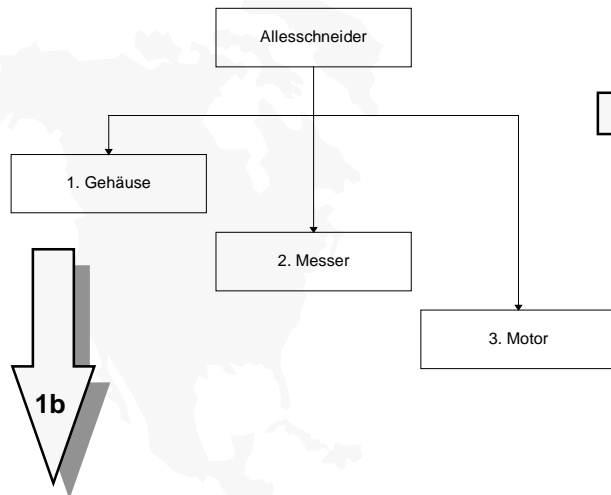 Allesschneider
1. Gehäuse
2. Messer
3. Motor
1b